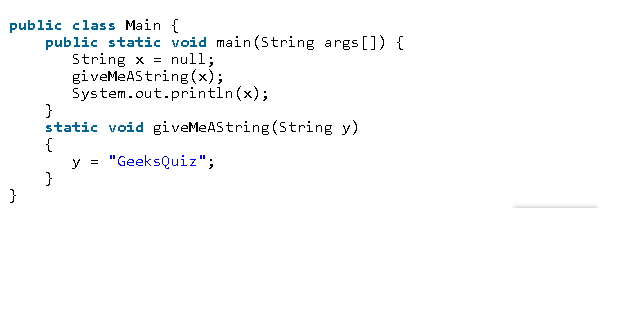 public class Main {
    public static void main(String args[]) {
       String x = null;
       giveMeAString(x);
       System.out.println(x);
    }
    static void giveMeAString(String y)
    {
       y = "GeeksQuiz";
    }
}